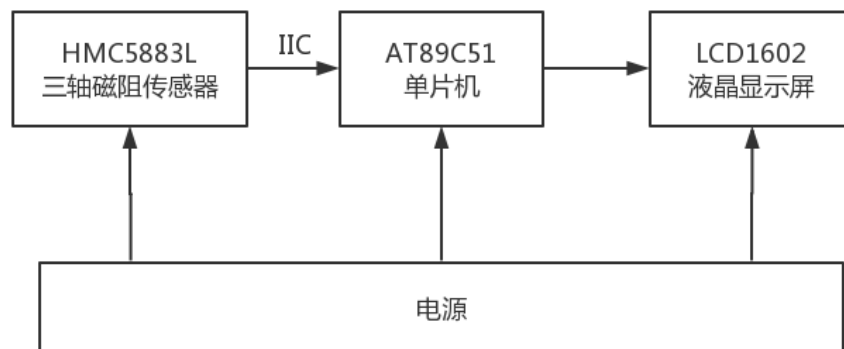 HMC5883L
三轴磁阻传感器
IIC
AT89C51
单片机
LCD1602
液晶显示屏
电源